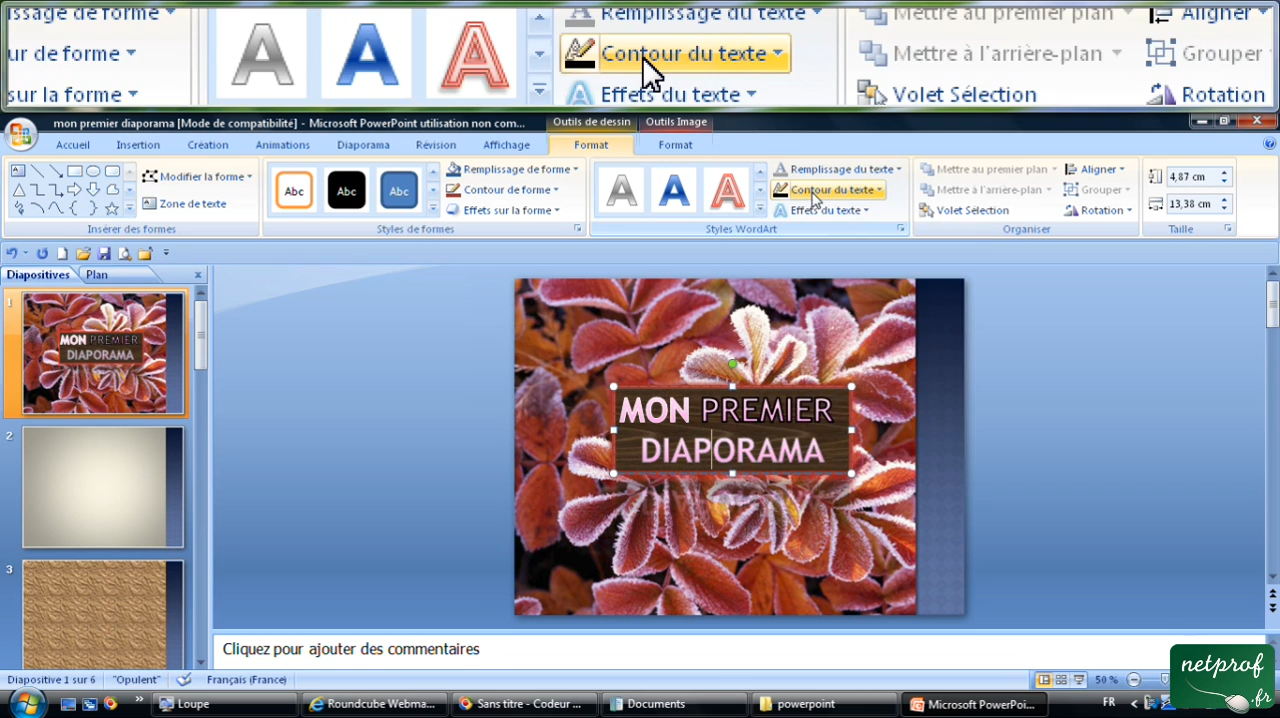 ssage de forme Remplissage du texte Mettre au premier plan Aligner
ur de forme Contour du texte Mettre à l'arrière-plan Grouper
sur la forme Effets du texte Volet Sélection Rotation
mon premier diaporama [Mode de compatibilité] - Microsoft PowerPoint utilisation non com... Outils de dessin Outils Image
Accueil Insertion Création Animations Diaporama Révision Affichage Format Format
Modifier la forme Abc Abc Abc Remplissage de forme A A A Remplissage du texte Mettre au premier plan Aligner 4,87 cm
Contour de forme Contour du texte Mettre à l'arrière-plan Grouper
Zone de texte Effets sur la forme Effets du texte Volet Sélection Rotation 13,38 cm
Insérer des formes Styles de formes Styles WordArt Organiser Taille
Diapositives Plan x
1
MON PREMIER
DIAPORAMA
2
3
MON PREMIER
DIAPORAMA
Cliquez pour ajouter des commentaires
Diapositive 1 sur 6 "Opulent" Français (France) 50 %
netprof
.fr
Loupe Roundcube Webma... Sans titre - Codeur ... Documents powerpoint Microsoft PowerPoi... FR